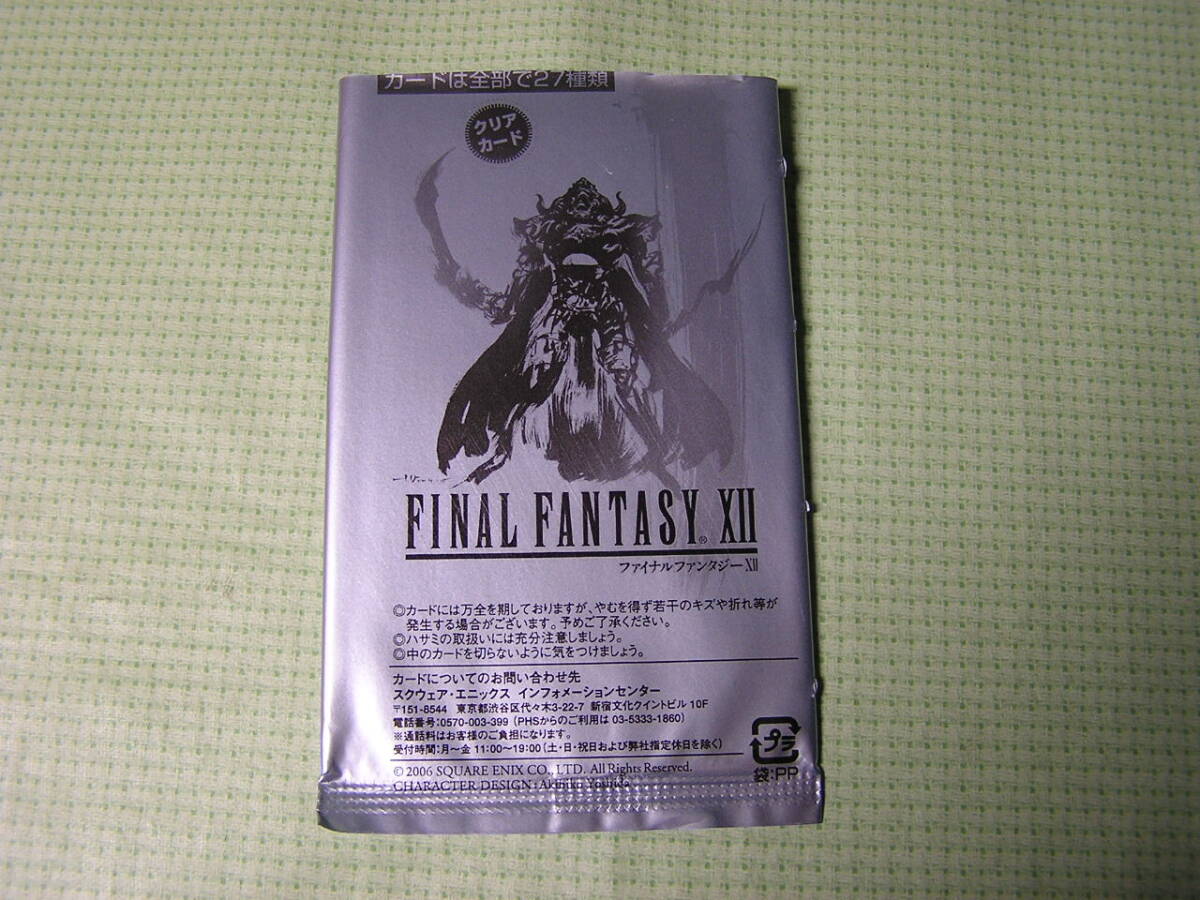 カードは全部で27種類
クリア
カード
FINAL FANTASY® XII
ファイナルファンタジーXII
◎カードには万全を期しておりますが、やむを得ず若干のキズや折れ等が
発生する場合がございます。予めご了承ください。
◎ハサミの取扱いには充分注意しましょう。
◎中のカードを切らないように気をつけましょう。
カードについてのお問い合わせ先
スクウェア・エニックス インフォメーションセンター
〒151-8544 東京都渋谷区代々木3-22-7 新宿文化クイントビル10F
電話番号:0570-003-399 (PHSからのご利用は 03-5333-1860)
※通話料はお客様のご負担になります。
受付時間:月〜金 11:00〜19:00(土・日・祝日および弊社指定休日を除く)
プラ
袋:PP
© 2006 SQUARE ENIX CO., LTD. All Rights Reserved.
CHARACTER DESIGN : Akihiko Yoshida